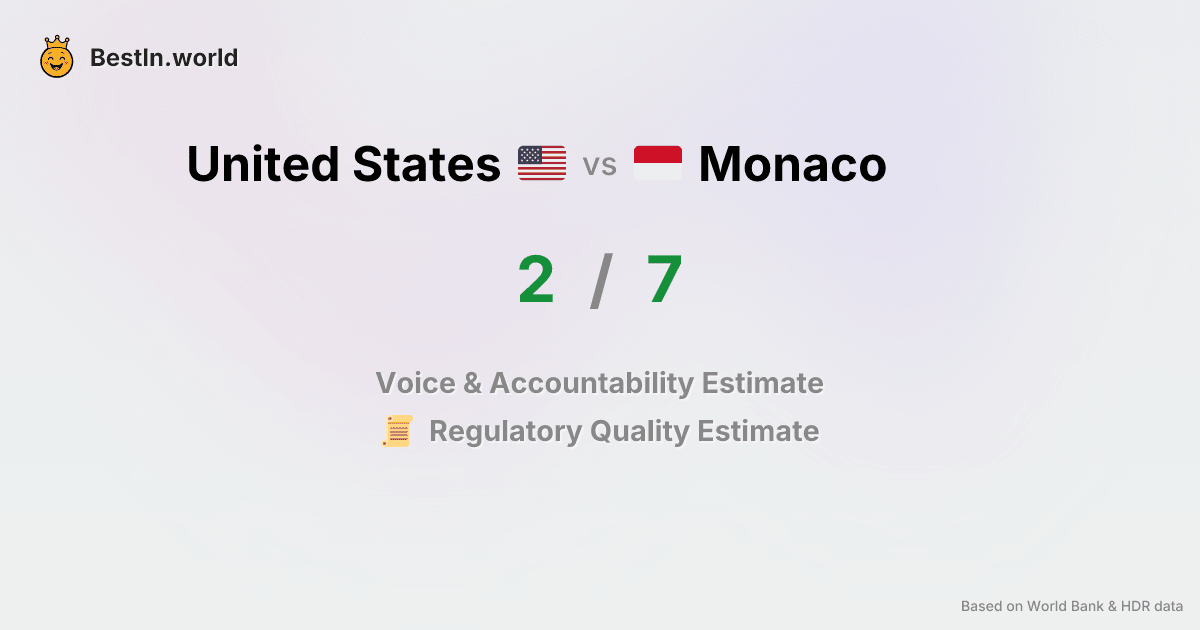 BestIn.world
United States vs Monaco
2 / 7
Voice & Accountability Estimate
Regulatory Quality Estimate
Based on World Bank & HDR data